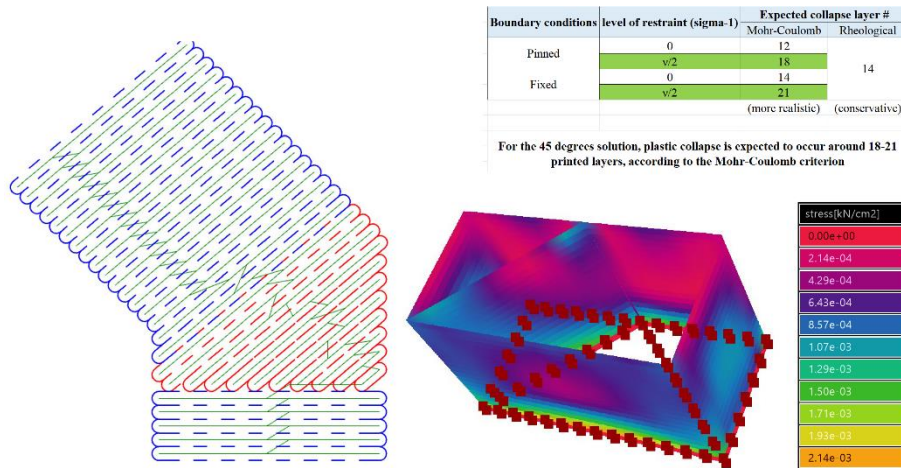 Boundary conditions level of restraint (sigma-1) Expected collapse layer #
Mohr-Coulomb Rheological
Pinned 0 12 14
v/2 18
Fixed 0 14
v/2 21
(more realistic) (conservative)
For the 45 degrees solution, plastic collapse is expected to occur around 18-21
printed layers, according to the Mohr-Coulomb criterion
stress[kN/cm2]
0.00e+00
2.14e-04
4.29e-04
6.43e-04
8.57e-04
1.07e-03
1.29e-03
1.50e-03
1.71e-03
1.93e-03
2.14e-03